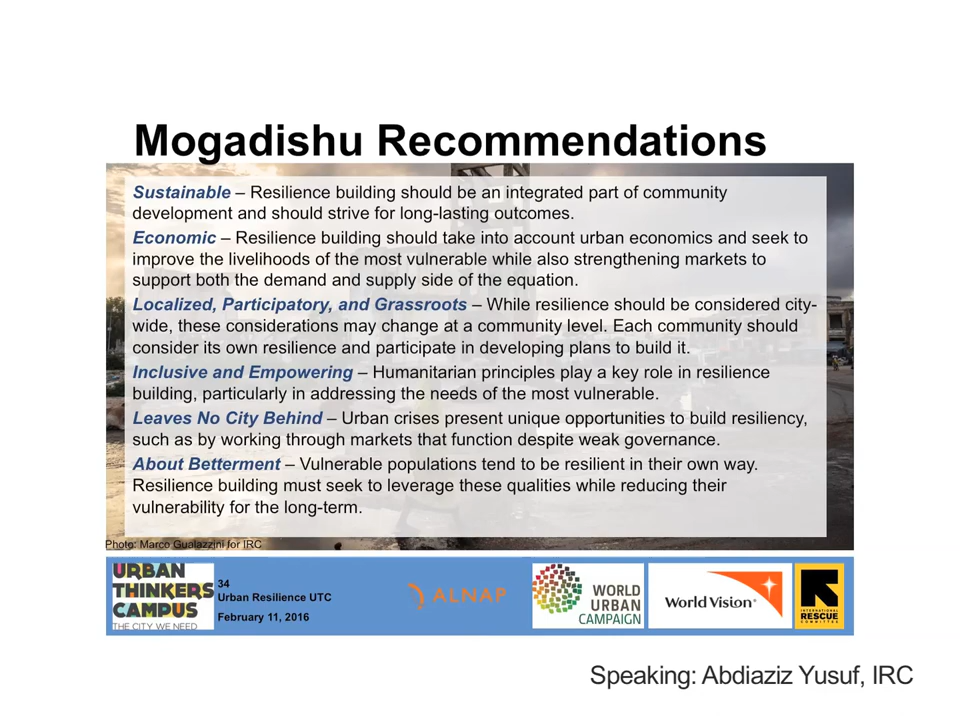 Mogadishu Recommendations
Sustainable – Resilience building should be an integrated part of community
development and should strive for long-lasting outcomes.
Economic – Resilience building should take into account urban economics and seek to
improve the livelihoods of the most vulnerable while also strengthening markets to
support both the demand and supply side of the equation.
Localized, Participatory, and Grassroots – While resilience should be considered city-
wide, these considerations may change at a community level. Each community should
consider its own resilience and participate in developing plans to build it.
Inclusive and Empowering – Humanitarian principles play a key role in resilience
building, particularly in addressing the needs of the most vulnerable.
Leaves No City Behind – Urban crises present unique opportunities to build resiliency,
such as by working through markets that function despite weak governance.
About Betterment – Vulnerable populations tend to be resilient in their own way.
Resilience building must seek to leverage these qualities while reducing their
vulnerability for the long-term.
Photo: Marco Gualazzini for IRC
URBAN
THINKERS
CAMPUS
THE CITY WE NEED
34
Urban Resilience UTC
February 11, 2016
ALNAP
WORLD
URBAN
CAMPAIGN
World Vision
INTERNATIONAL
RESCUE
COMMITTEE
Speaking: Abdiaziz Yusuf, IRC